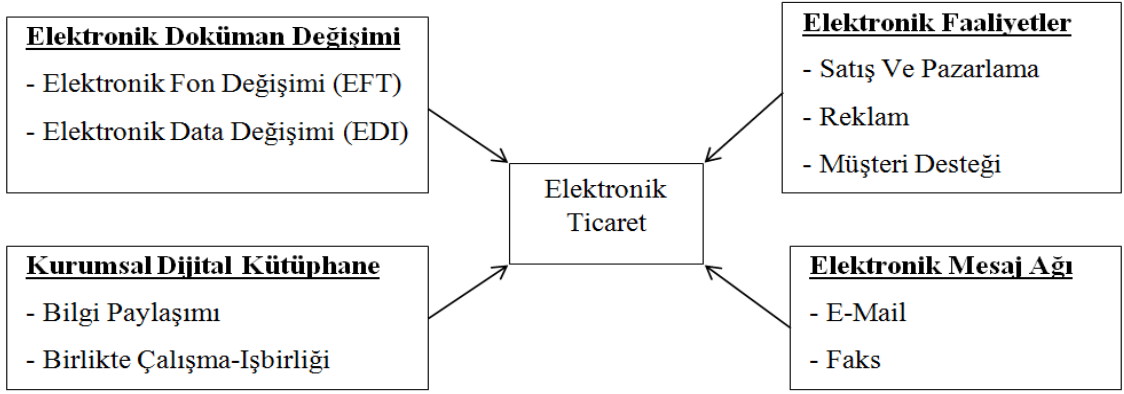 Elektronik Doküman Değişimi
- Elektronik Fon Değişimi (EFT)
- Elektronik Data Değişimi (EDI)
Elektronik Faaliyetler
- Satış Ve Pazarlama
- Reklam
- Müşteri Desteği
Elektronik
Ticaret
Kurumsal Dijital Kütüphane
- Bilgi Paylaşımı
- Birlikte Çalışma-Işbirliği
Elektronik Mesaj Ağı
- E-Mail
- Faks